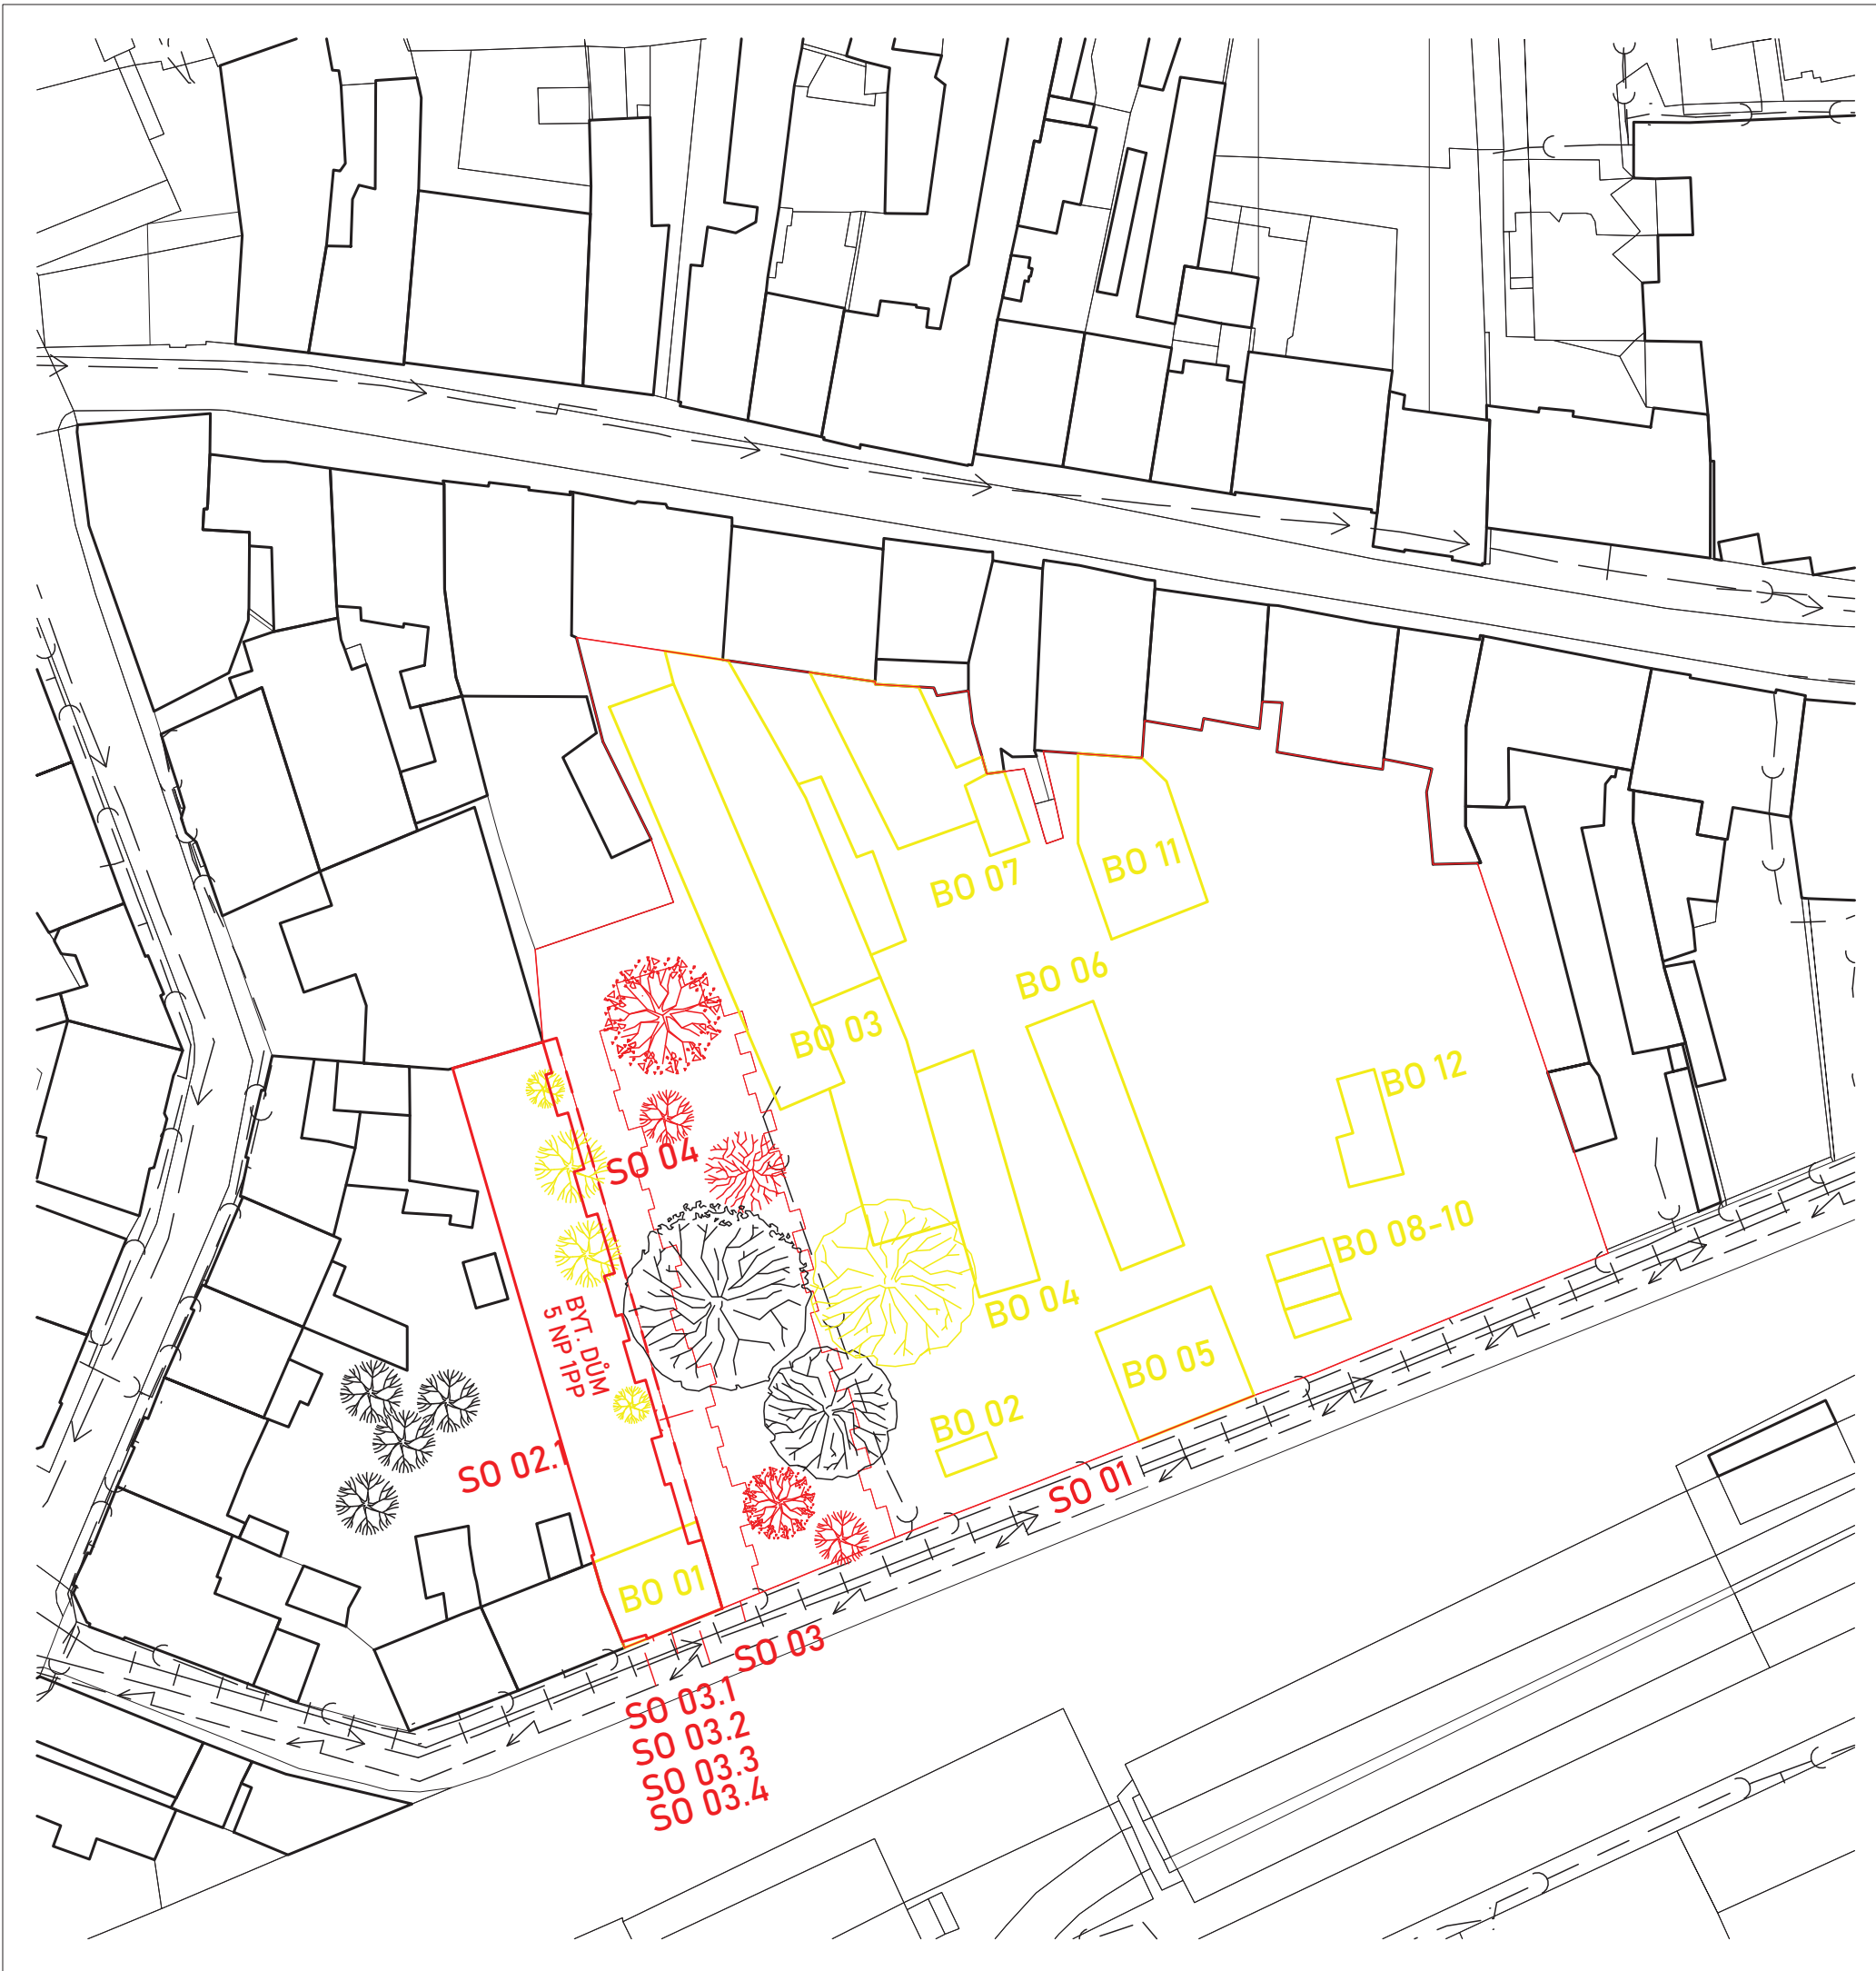 BO 11
BO 07
BO 06
BO 03
BO 12
SO 04
BO 08-10
BO 04
BYT. DŮM
5 NP 1PP
BO 05
BO 02
SO 02.1
SO 01
BO 01
SO 03
SO 03.1
SO 03.2
SO 03.3
SO 03.4